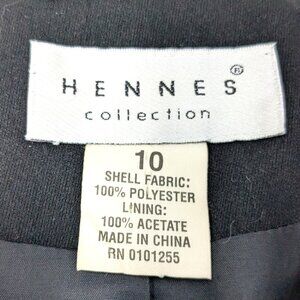 HENNES®
collection
10
SHELL FABRIC:
100% POLYESTER
LINING:
100% ACETATE
MADE IN CHINA
RN 0101255